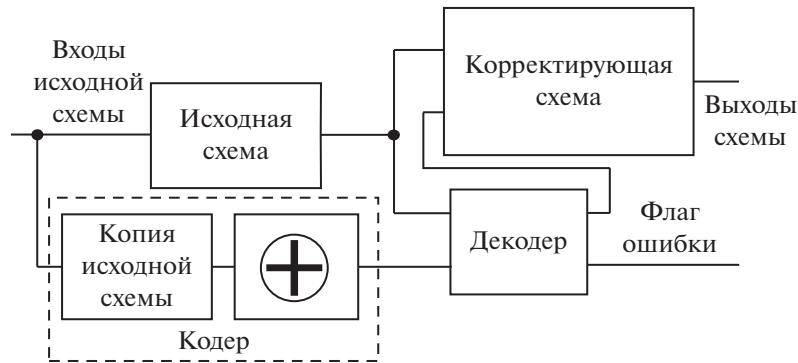 Входы
исходной
схемы
Исходная
схема
Корректирующая
схема
Выходы
схемы
Копия
исходной
схемы
Декодер
Флаг
ошибки
Кодер